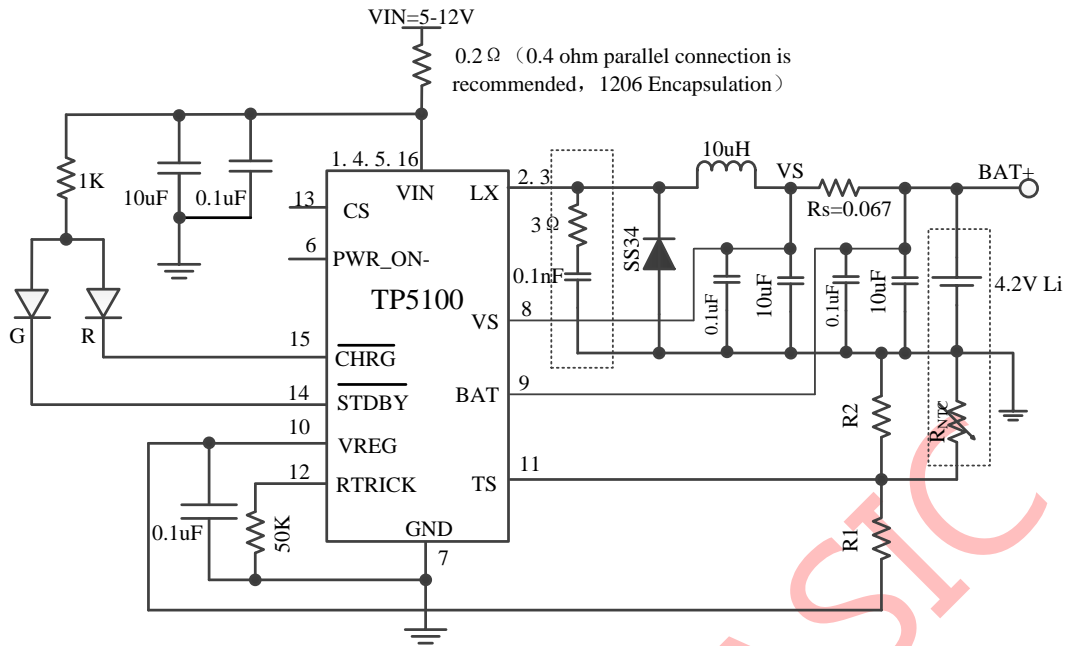 VIN=5-12V
0.2Ω（0.4 ohm parallel connection is
recommended，1206 Encapsulation）
1K
10uF
0.1uF
1. 4. 5. 16
VIN
LX
2. 3
10uH
VS
Rs=0.067
BAT+
13
CS
3Ω
6
PWR_ON-
SS34
0.1nF
TP5100
VS
8
0.1uF
10uF
0.1uF
10uF
4.2V Li
G
R
15
CHRG
14
STDBY
BAT
9
10
VREG
R2
RNTC
12
RTRICK
TS
11
0.1uF
50K
GND
7
R1
ASIC